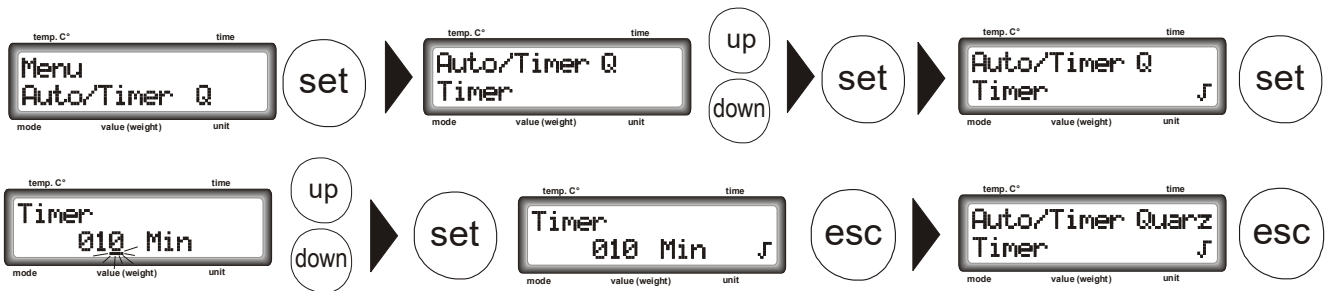 temp. C° time
Menu
Auto/Timer Q
mode value (weight) unit
set
temp. C° time
Auto/Timer Q
Timer
mode value (weight) unit
up
down
set
temp. C° time
Auto/Timer Q
Timer √
mode value (weight) unit
set
temp. C° time
Timer
010 Min
mode value (weight) unit
up
down
set
temp. C° time
Timer
010 Min √
mode value (weight) unit
esc
temp. C° time
Auto/Timer Quarz
Timer √
mode value (weight) unit
esc